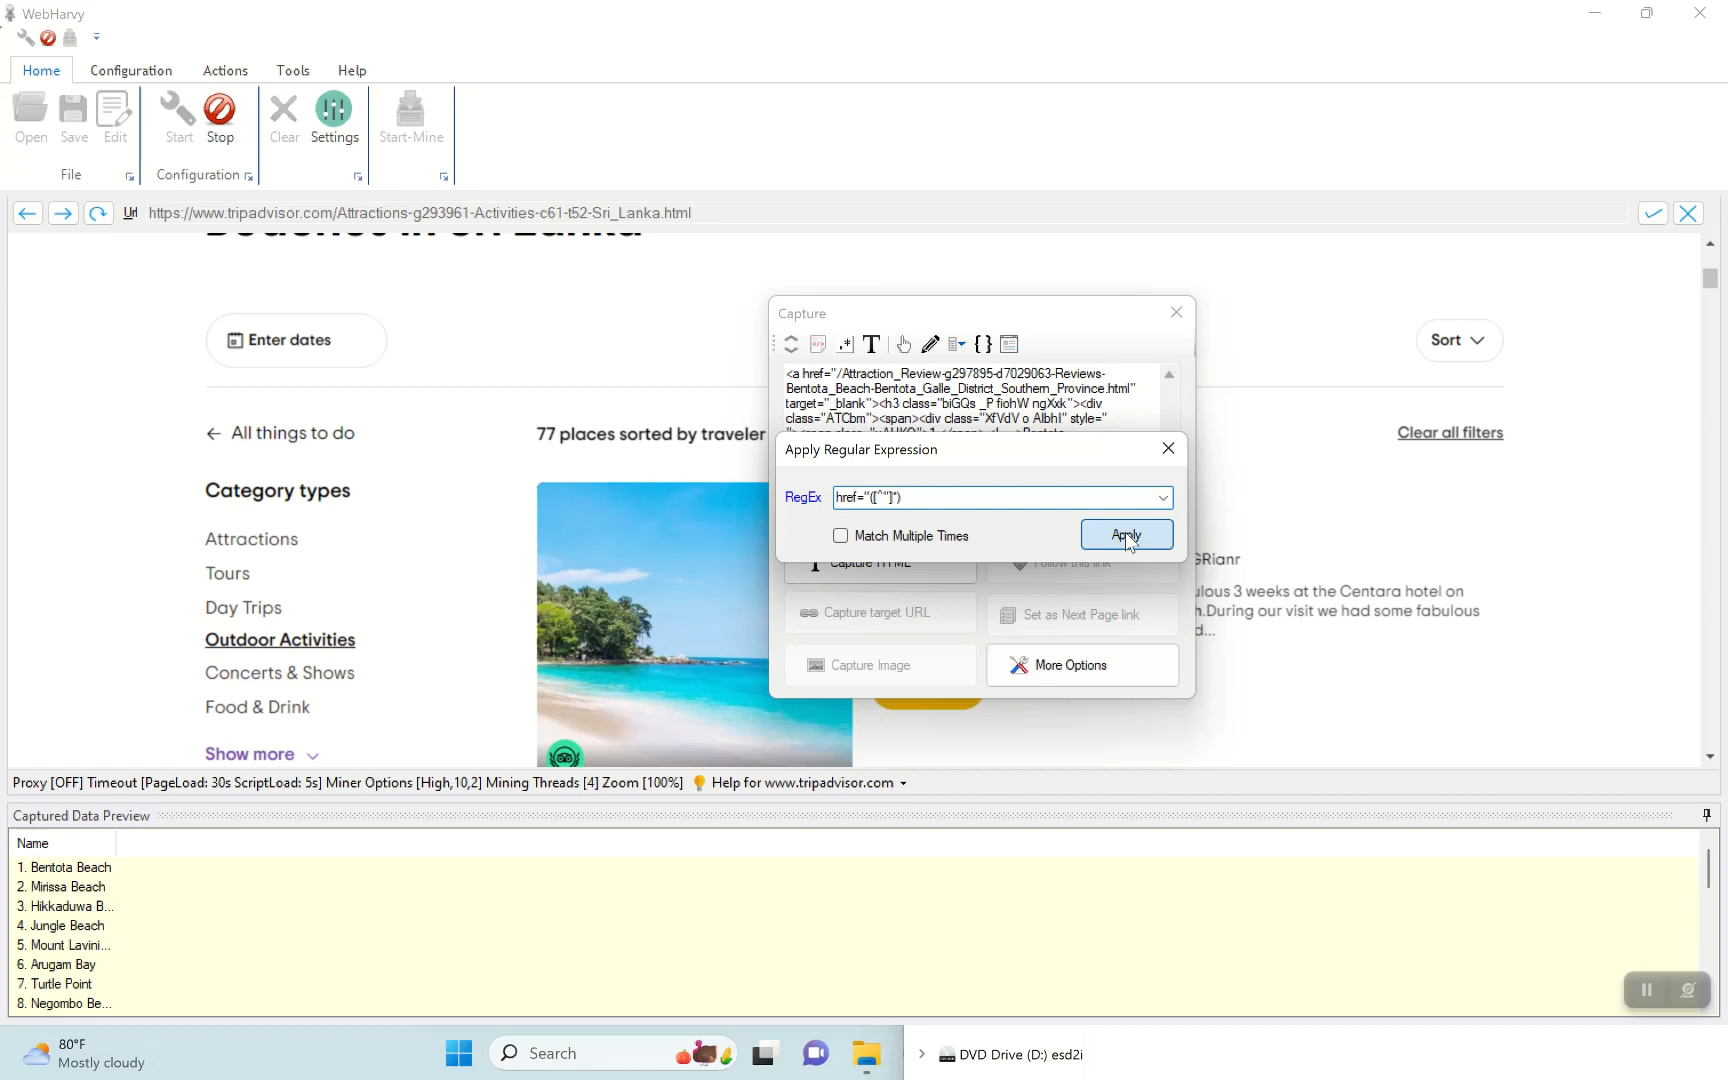 WebHarvy
Home Configuration Actions Tools Help
Open Save Edit Start Stop Clear Settings Start-Mine
File Configuration
Url https://www.tripadvisor.com/Attractions-g293961-Activities-c61-t52-Sri_Lanka.html
Enter dates
Sort
All things to do
77 places sorted by traveler
Clear all filters
Category types
Attractions
Tours
Day Trips
Outdoor Activities
Concerts & Shows
Food & Drink
Show more
Capture
<a href="/Attraction_Review-g297895-d7029063-Reviews-
Bentota_Beach-Bentota_Galle_District_Southern_Province.html"
target="_blank"><h3 class="biGQs _P fiohW ngXxk"><div
class="ATCbm"><span><div class="XfVdV o AIbhI" style="
Apply Regular Expression
RegEx href="([^"]*)
Match Multiple Times
Apply
Capture HTML
Follow this link
Capture target URL
Set as Next Page link
Capture Image
More Options
GRianr
ulous 3 weeks at the Centara hotel on
.During our visit we had some fabulous
Proxy [OFF] Timeout [PageLoad: 30s ScriptLoad: 5s] Miner Options [High,10,2] Mining Threads [4] Zoom [100%] Help for www.tripadvisor.com
Captured Data Preview
Name
1. Bentota Beach
2. Mirissa Beach
3. Hikkaduwa B...
4. Jungle Beach
5. Mount Lavini...
6. Arugam Bay
7. Turtle Point
8. Negombo Be...
80°F
Mostly cloudy
Search
DVD Drive (D:) esd2i